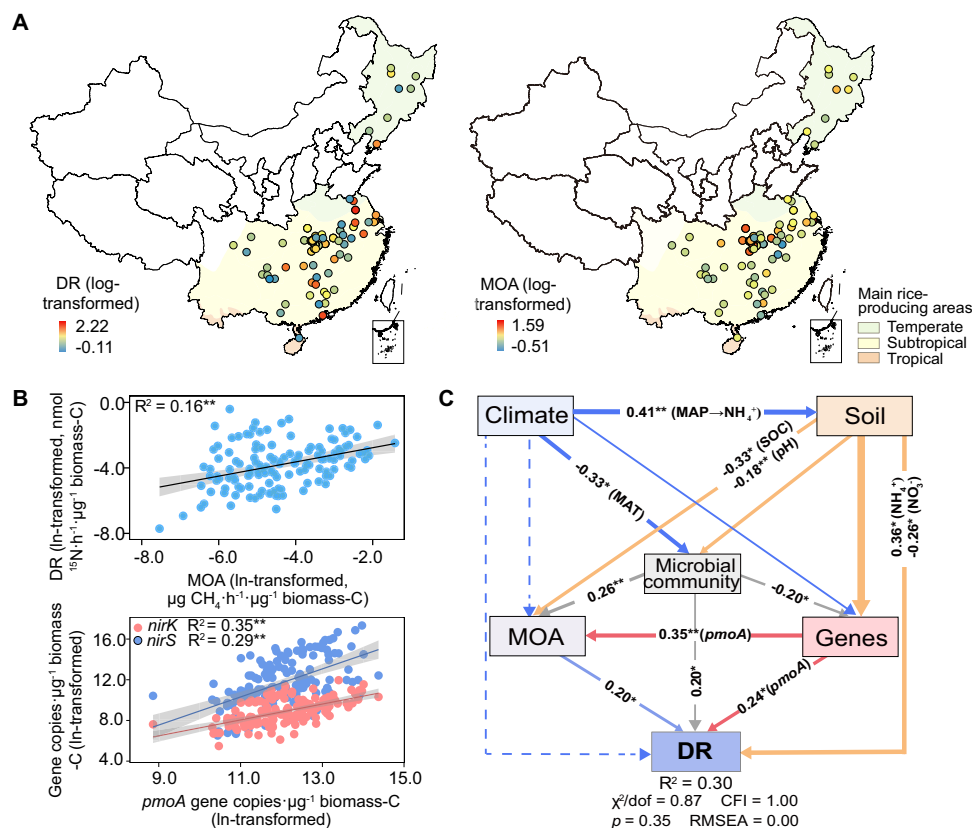 A
DR (log-
transformed)
2.22
-0.11
MOA (log-
transformed)
1.59
-0.51
Main rice-
producing areas
Temperate
Subtropical
Tropical
B
R² = 0.16**
DR (ln-transformed, nmol
¹⁵N·h⁻¹·µg⁻¹ biomass-C)
0.0
-4.0
-8.0
-8.0 -6.0 -4.0 -2.0
MOA (ln-transformed,
µg CH₄·h⁻¹·µg⁻¹ biomass-C)
nirK R² = 0.35**
nirS R² = 0.29**
Gene copies·µg⁻¹ biomass
-C (ln-transformed)
16.0
12.0
8.0
4.0
9.0 11.0 13.0 15.0
pmoA gene copies·µg⁻¹ biomass-C
(ln-transformed)
C
Climate
0.41** (MAP→NH₄⁺)
Soil
-0.33* (SOC)
-0.18** (pH)
-0.33* (MAT)
0.36* (NH₄⁺)
-0.26* (NO₃⁻)
Microbial
community
0.26**
-0.20*
MOA
0.35**(pmoA)
Genes
0.20*
0.20*
0.24*(pmoA)
DR
R² = 0.30
χ²/dof = 0.87 CFI = 1.00
p = 0.35 RMSEA = 0.00